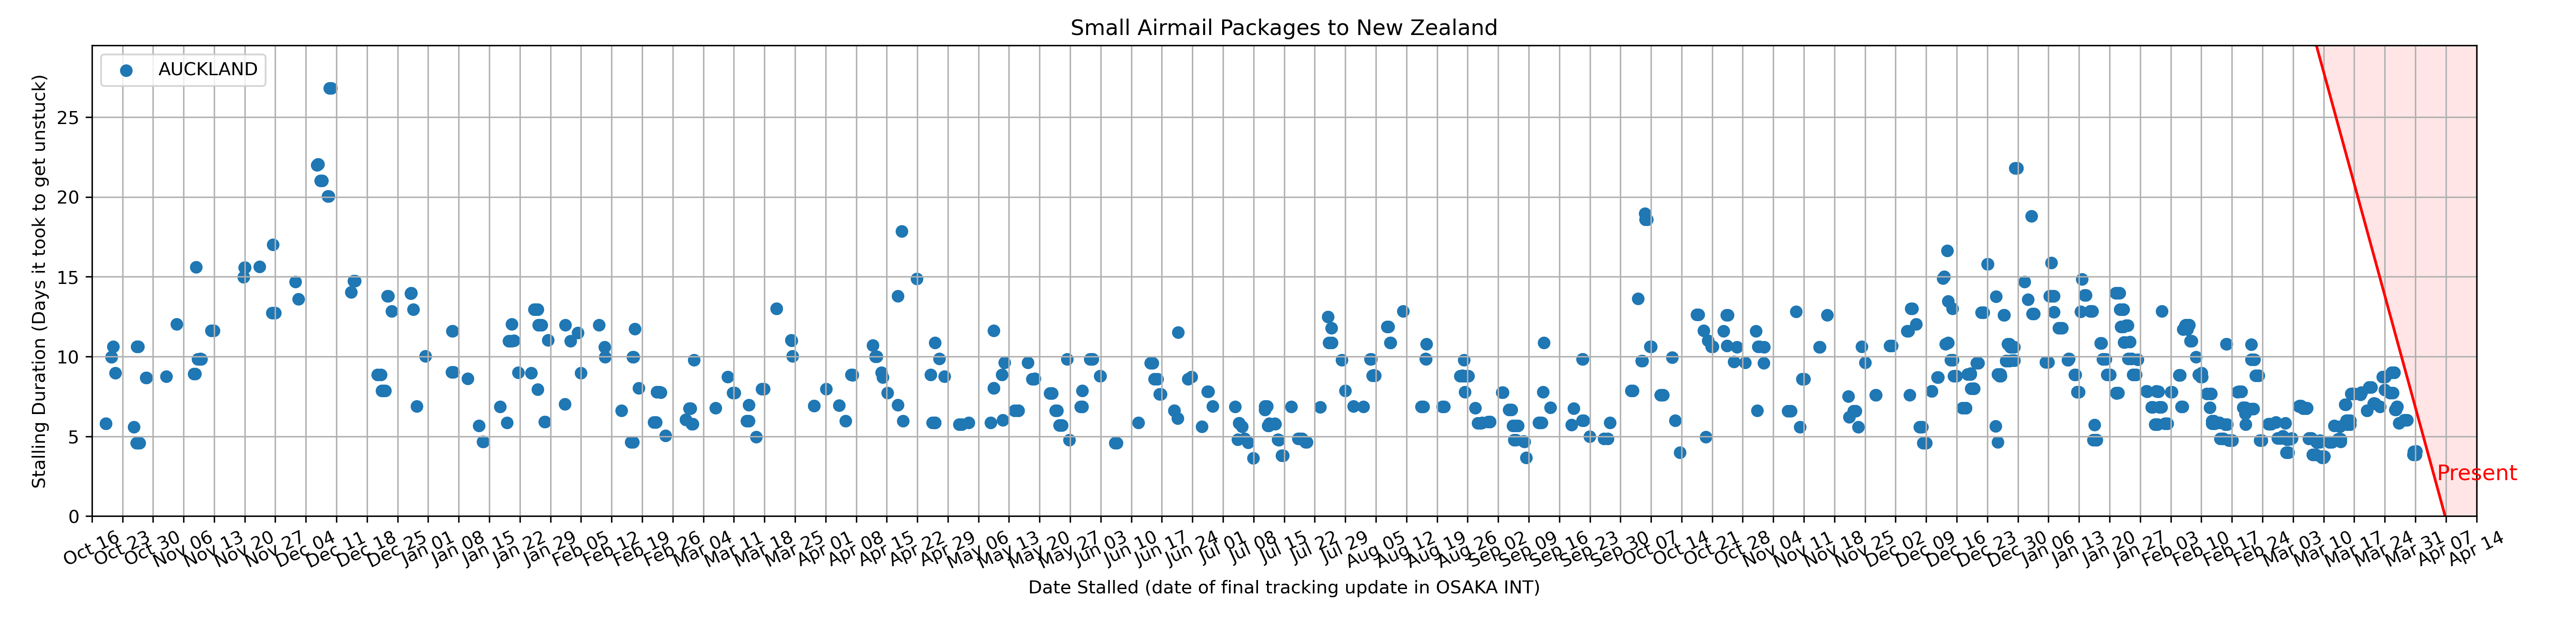 Small Airmail Packages to New Zealand
AUCKLAND
Stalling Duration (Days it took to get unstuck)
25
20
15
10
5
0
Present
Oct 16 Oct 23 Oct 30 Nov 06 Nov 13 Nov 20 Nov 27 Dec 04 Dec 11 Dec 18 Dec 25 Jan 01 Jan 08 Jan 15 Jan 22 Jan 29 Feb 05 Feb 12 Feb 19 Feb 26 Mar 04 Mar 11 Mar 18 Mar 25 Apr 01 Apr 08 Apr 15 Apr 22 Apr 29 May 06 May 13 May 20 May 27 Jun 03 Jun 10 Jun 17 Jun 24 Jul 01 Jul 08 Jul 15 Jul 22 Jul 29 Aug 05 Aug 12 Aug 19 Aug 26 Sep 02 Sep 09 Sep 16 Sep 23 Sep 30 Oct 07 Oct 14 Oct 21 Oct 28 Nov 04 Nov 11 Nov 18 Nov 25 Dec 02 Dec 09 Dec 16 Dec 23 Dec 30 Jan 06 Jan 13 Jan 20 Jan 27 Feb 03 Feb 10 Feb 17 Feb 24 Mar 03 Mar 10 Mar 17 Mar 24 Mar 31 Apr 07 Apr 14
Date Stalled (date of final tracking update in OSAKA INT)